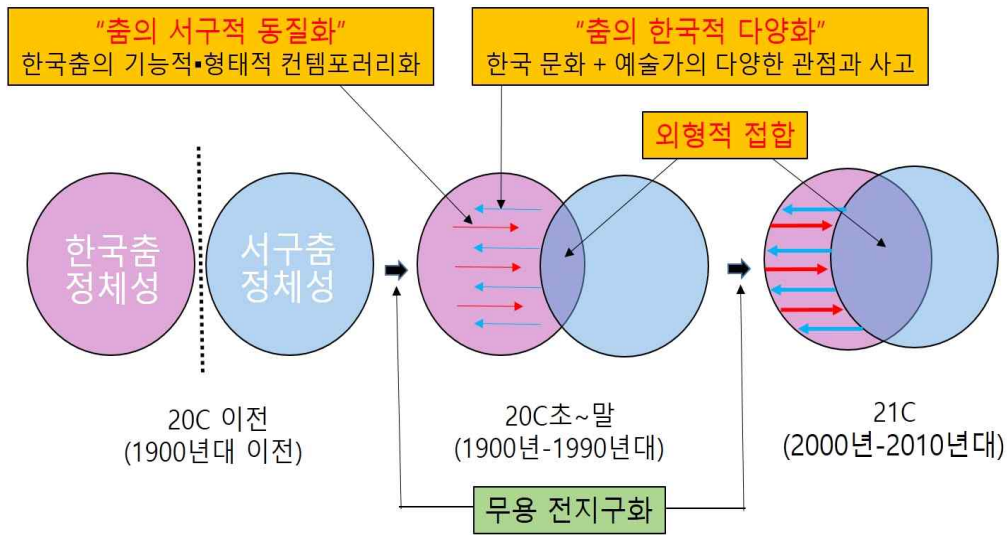 "춤의 서구적 동질화"
한국춤의 기능적▪형태적 컨템포러리화
"춤의 한국적 다양화"
한국 문화 + 예술가의 다양한 관점과 사고
외형적 접합
한국춤
정체성
서구춤
정체성
20C 이전
(1900년대 이전)
20C초~말
(1900년-1990년대)
21C
(2000년-2010년대)
무용 전지구화